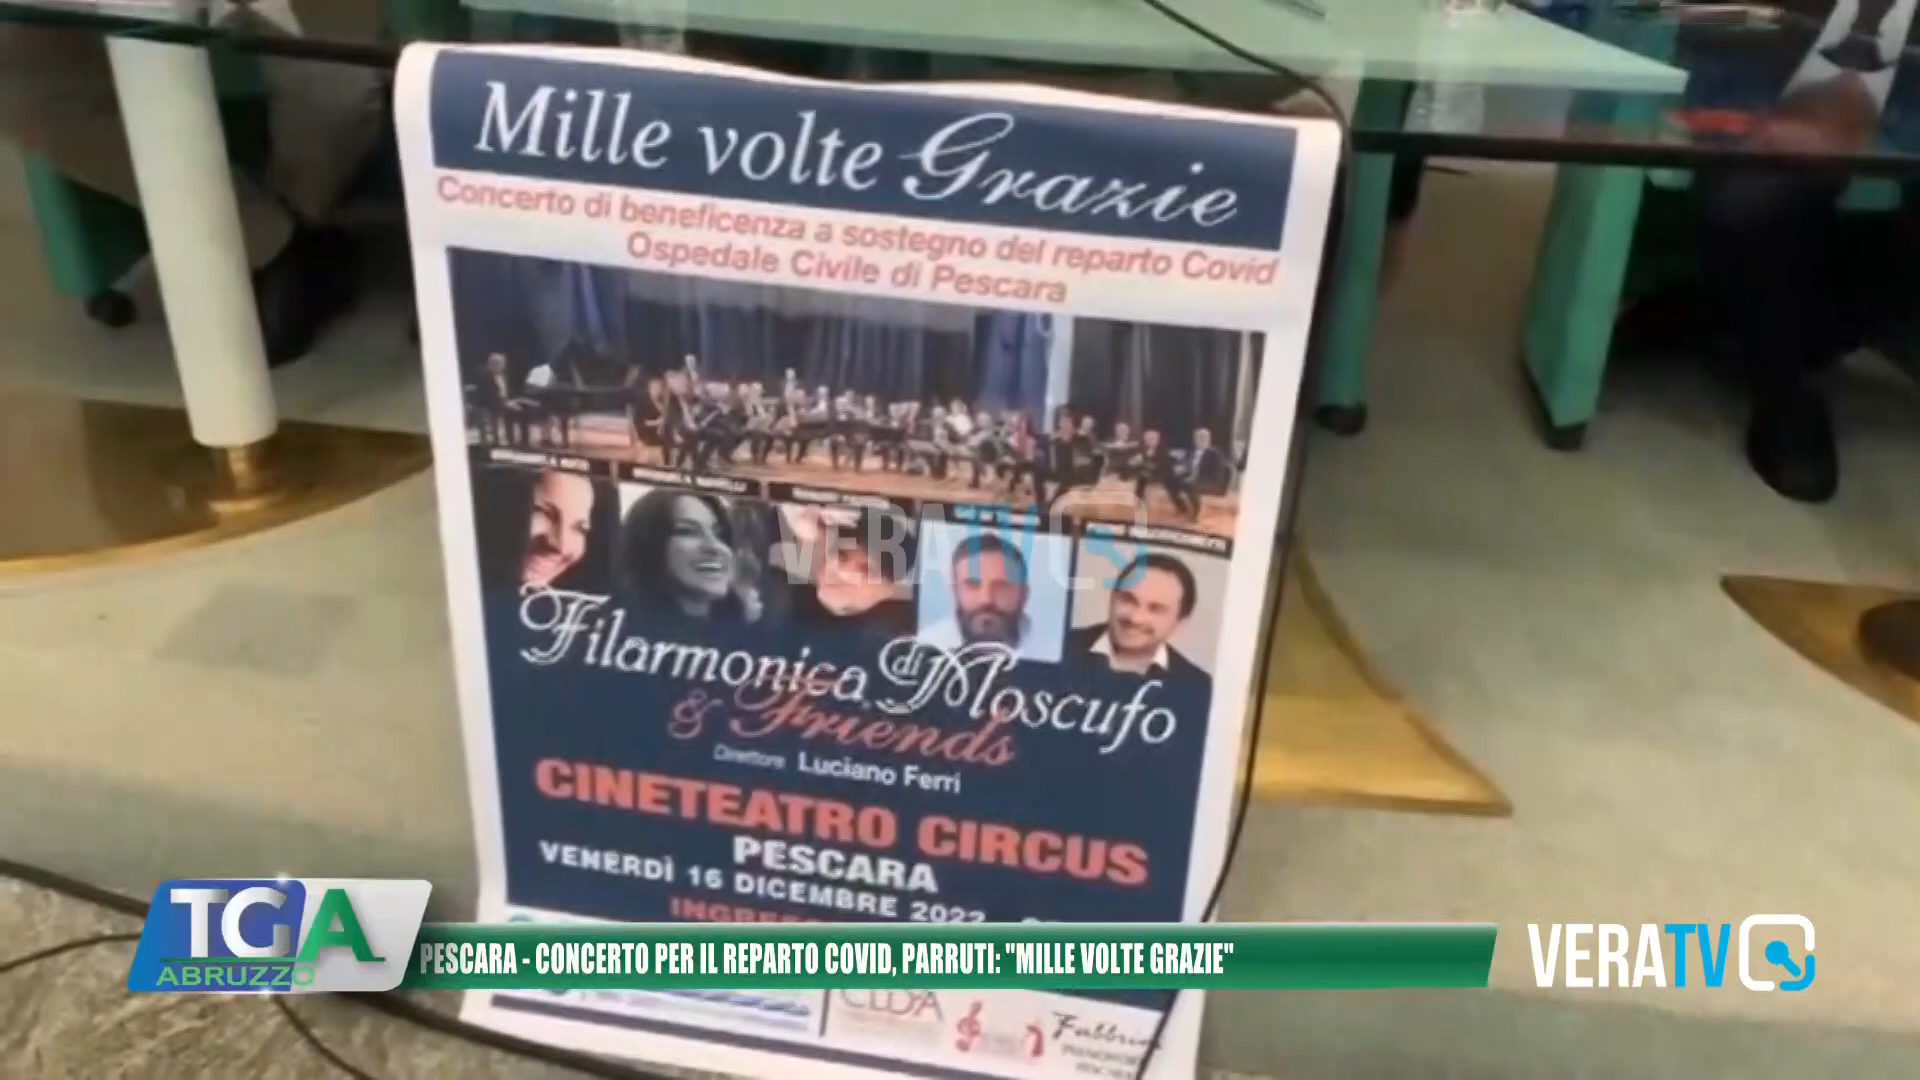 Mille volte Grazie
Concerto di beneficenza a sostegno del reparto Covid
Ospedale Civile di Pescara
VERATV
Filarmonica di Moscufo
& Friends
Direttore Luciano Ferri
CINETEATRO CIRCUS
PESCARA
VENERDÌ 16 DICEMBRE 2022
TGA
ABRUZZO
PESCARA - CONCERTO PER IL REPARTO COVID, PARRUTI: "MILLE VOLTE GRAZIE"
VERATV